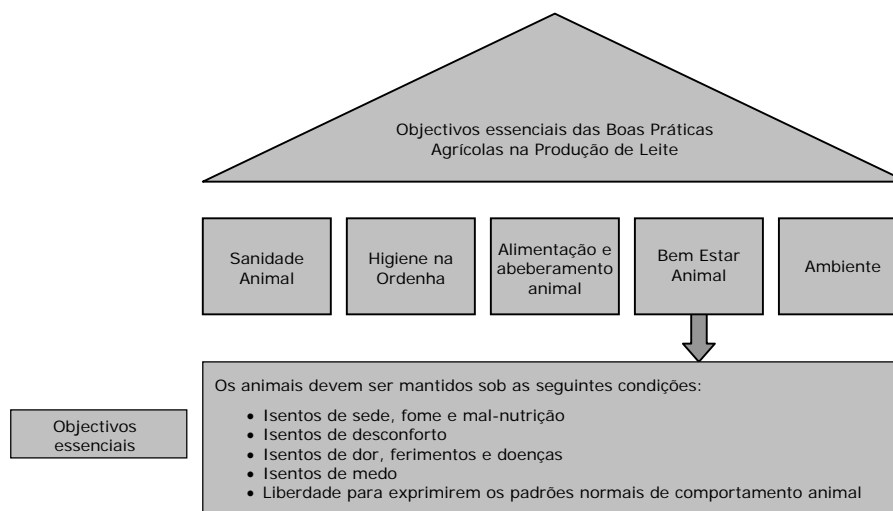 Objectivos essenciais das Boas Práticas
Agrícolas na Produção de Leite
Sanidade
Animal
Higiene na
Ordenha
Alimentação e
abeberamento
animal
Bem Estar
Animal
Ambiente
Objectivos
essenciais
Os animais devem ser mantidos sob as seguintes condições:
• Isentos de sede, fome e mal-nutrição
• Isentos de desconforto
• Isentos de dor, ferimentos e doenças
• Isentos de medo
• Liberdade para exprimirem os padrões normais de comportamento animal